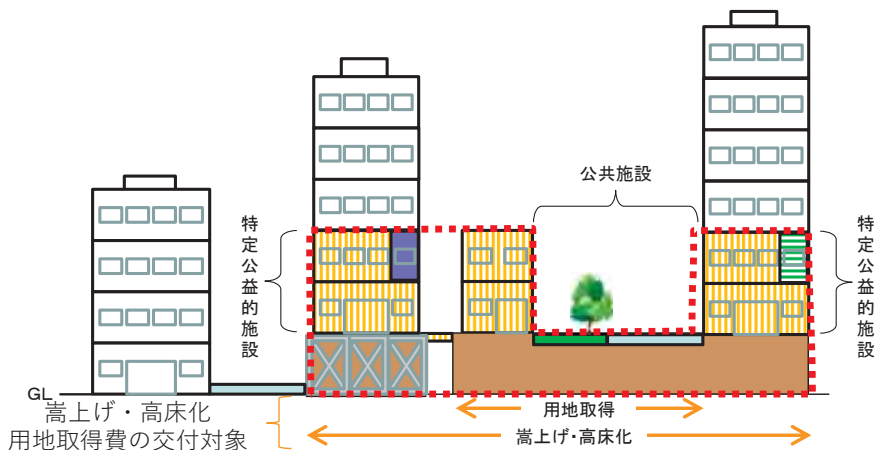 公共施設
特定公益的施設
特定公益的施設
GL
嵩上げ・高床化
用地取得費の交付対象
用地取得
嵩上げ・高床化